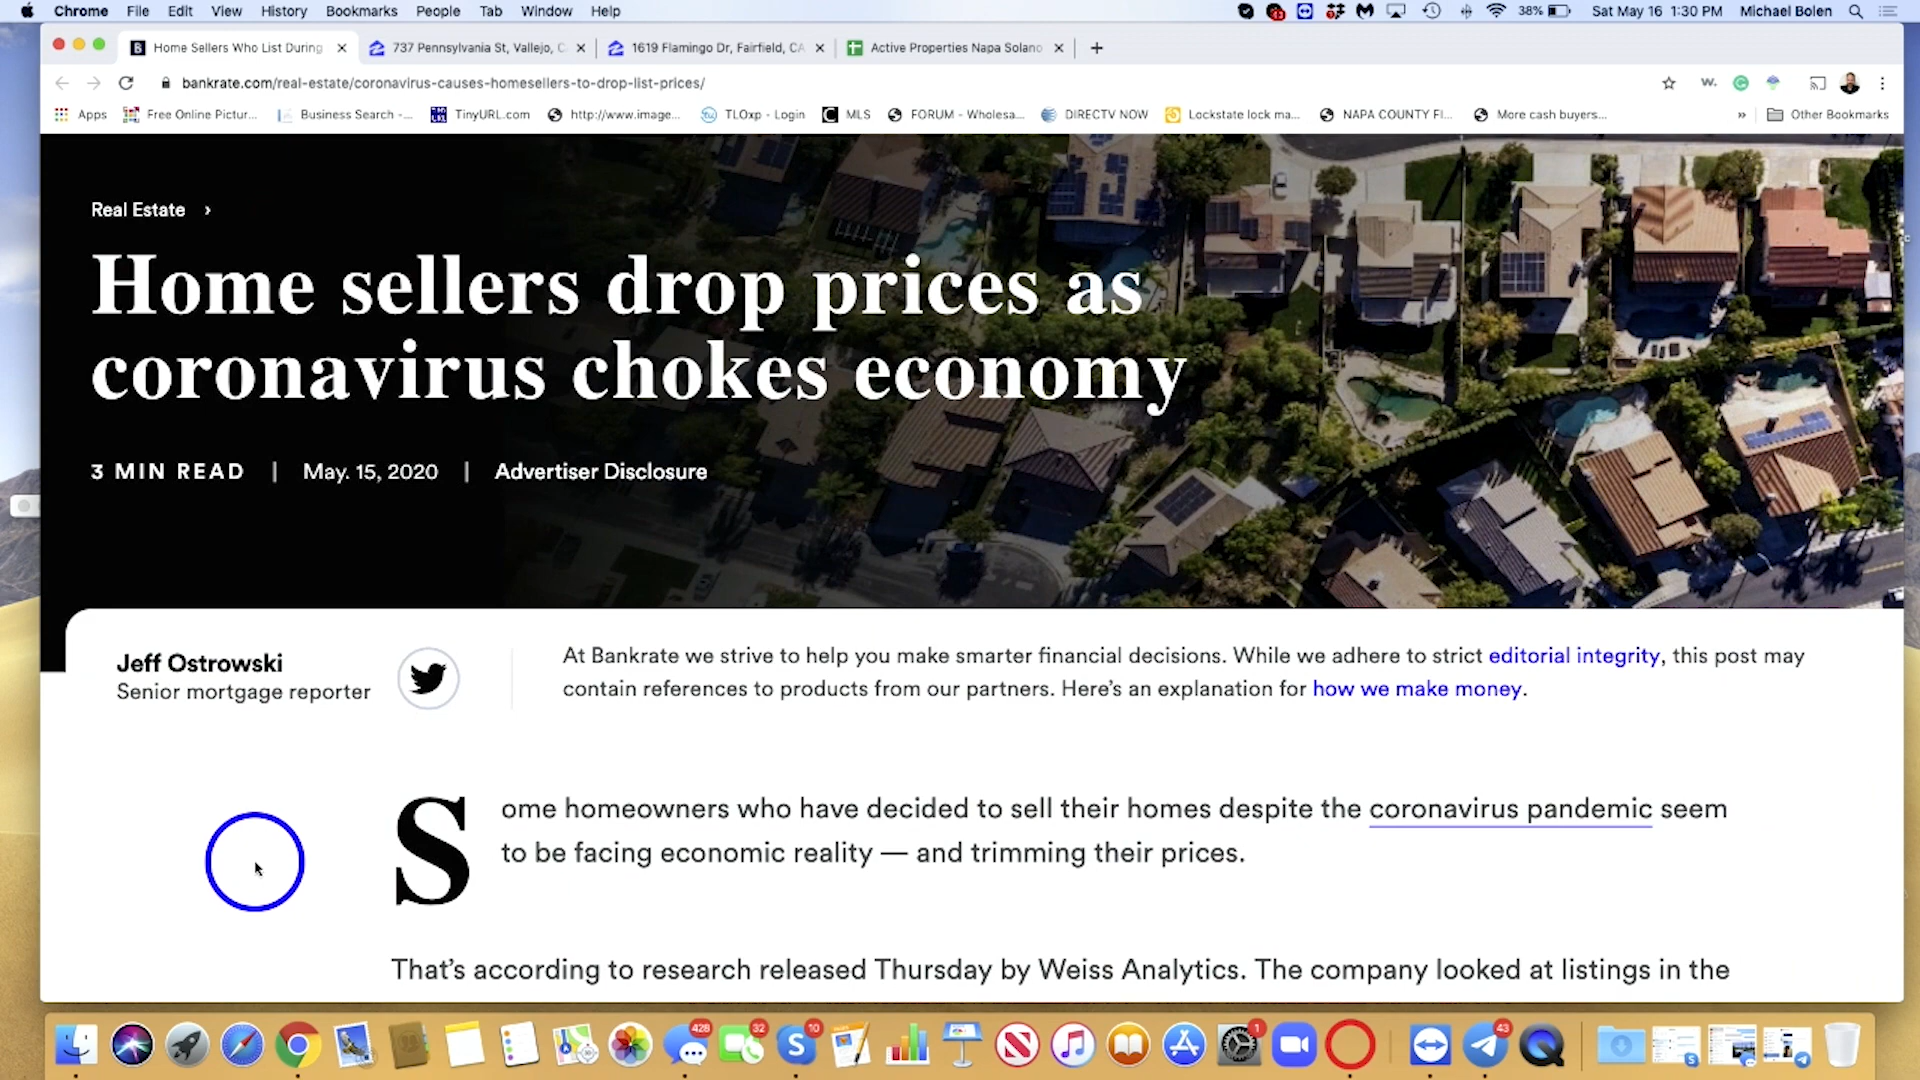 Chrome File Edit View History Bookmarks People Tab Window Help 38% Sat May 16 1:30 PM Michael Bolen
Home Sellers Who List During 737 Pennsylvania St, Vallejo, C 1619 Flamingo Dr, Fairfield, CA Active Properties Napa Solano
bankrate.com/real-estate/coronavirus-causes-homesellers-to-drop-list-prices/
Apps Free Online Pictur... Business Search -... TinyURL.com http://www.image... TLOxp - Login MLS FORUM - Wholesa... DIRECTV NOW Lockstate lock ma... NAPA COUNTY FI... More cash buyers... » Other Bookmarks
Real Estate ›
Home sellers drop prices as
coronavirus chokes economy
3 MIN READ | May. 15, 2020 | Advertiser Disclosure
Jeff Ostrowski
Senior mortgage reporter
At Bankrate we strive to help you make smarter financial decisions. While we adhere to strict editorial integrity, this post may
contain references to products from our partners. Here's an explanation for how we make money.
Some homeowners who have decided to sell their homes despite the coronavirus pandemic seem
to be facing economic reality — and trimming their prices.
That's according to research released Thursday by Weiss Analytics. The company looked at listings in the
428 32 10 1 43